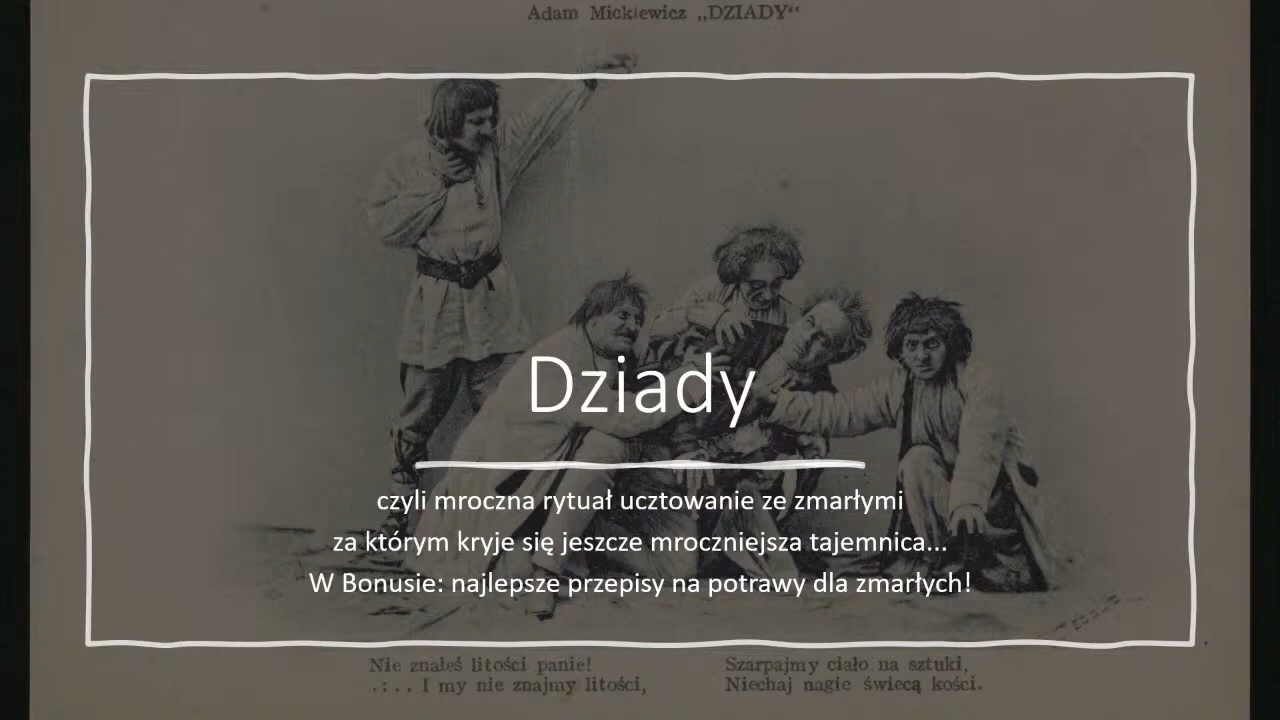 Adam Mickiewicz „DZIADY“
Dziady
czyli mroczna rytuał ucztowanie ze zmarłymi
za którym kryje się jeszcze mroczniejsza tajemnica...
W Bonusie: najlepsze przepisy na potrawy dla zmarłych!
Nie znałeś litości panie!
.:.. I my nie znajmy litości,
Szarpajmy ciało na sztuki,
Niechaj nagie świecą kości.